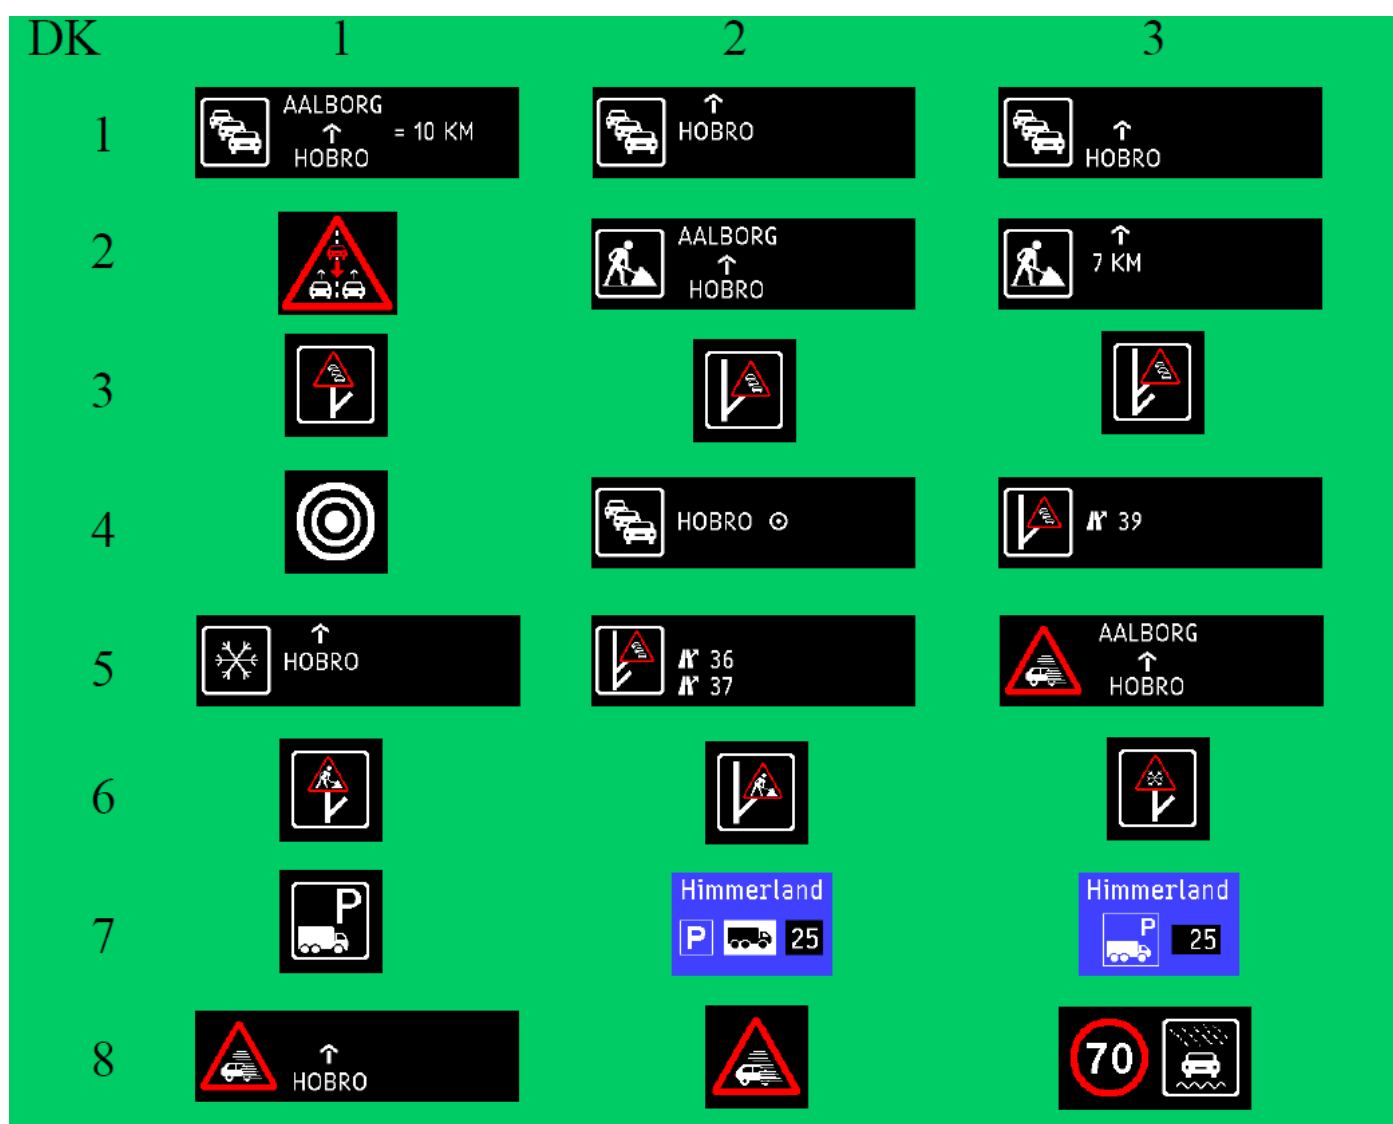 DK 1 2 3
1
AALBORG
↑ = 10 KM
HOBRO
↑
HOBRO
↑
HOBRO
2
AALBORG
↑
HOBRO
↑
7 KM
3
4
HOBRO
39
5
↑
HOBRO
36
37
AALBORG
↑
HOBRO
6
7
P
Himmerland
P 25
Himmerland
P
25
8
↑
HOBRO
70